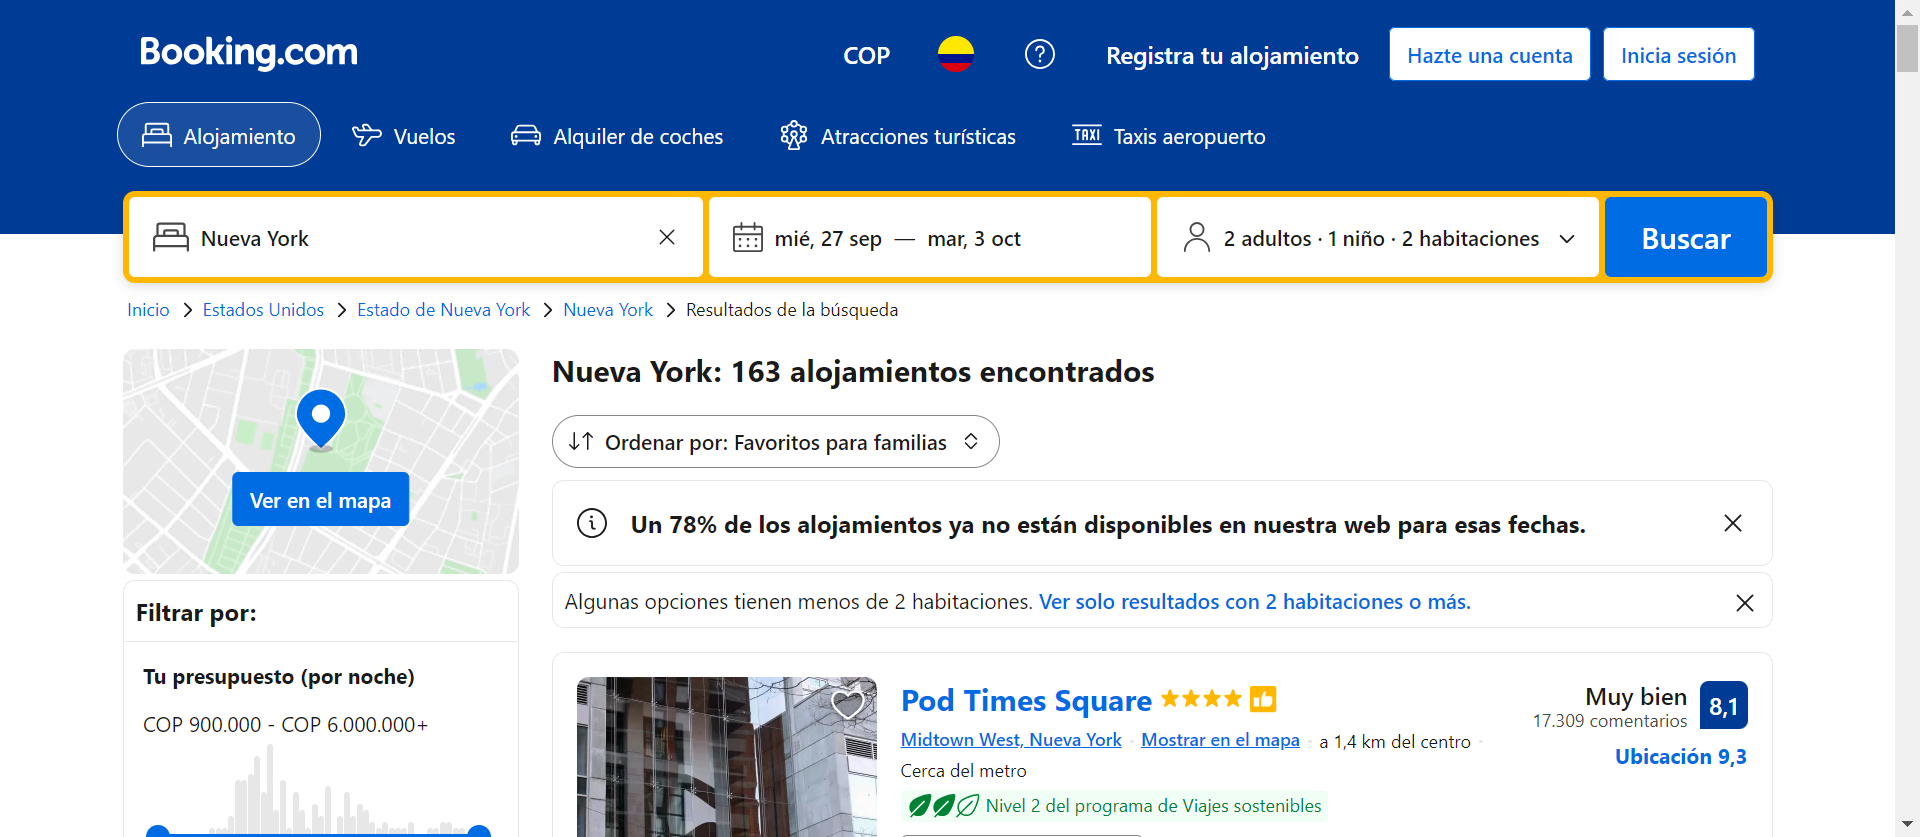 Booking.com
COP
Registra tu alojamiento
Hazte una cuenta
Inicia sesión
Alojamiento
Vuelos
Alquiler de coches
TAXI
Atracciones turísticas
Taxis aeropuerto
Nueva York
mié, 27 sep — mar, 3 oct
2 adultos · 1 niño · 2 habitaciones
Buscar
Inicio > Estados Unidos > Estado de Nueva York > Nueva York > Resultados de la búsqueda
Ver en el mapa
Nueva York: 163 alojamientos encontrados
Ordenar por: Favoritos para familias
Un 78% de los alojamientos ya no están disponibles en nuestra web para esas fechas.
Algunas opciones tienen menos de 2 habitaciones. Ver solo resultados con 2 habitaciones o más.
Filtrar por:
Tu presupuesto (por noche)
COP 900.000 - COP 6.000.000+
Pod Times Square
Midtown West, Nueva York · Mostrar en el mapa · a 1,4 km del centro ·
Cerca del metro
Nivel 2 del programa de Viajes sostenibles
Muy bien
17.309 comentarios
8,1
Ubicación 9,3